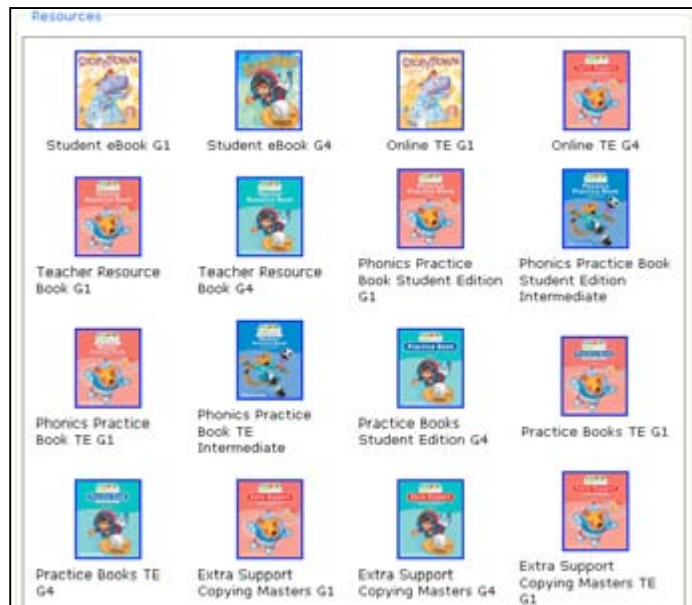 Resources
Student eBook G1
Student eBook G4
Online TE G1
Online TE G4
Teacher Resource
Book G1
Teacher Resource
Book G4
Phonics Practice
Book Student Edition
G1
Phonics Practice Book
Student Edition
Intermediate
Phonics Practice
Book TE G1
Phonics Practice
Book TE
Intermediate
Practice Books
Student Edition G4
Practice Books TE G1
Practice Books TE
G4
Extra Support
Copying Masters G1
Extra Support
Copying Masters G4
Extra Support
Copying Masters TE
G1